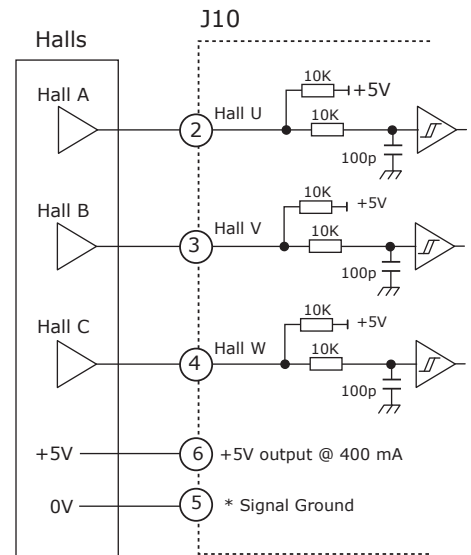 J10
Halls
Hall A
2
Hall U
10K
+5V
10K
100p
Hall B
3
Hall V
10K
+5V
10K
100p
Hall C
4
Hall W
10K
+5V
10K
100p
+5V
6
+5V output @ 400 mA
0V
5
* Signal Ground